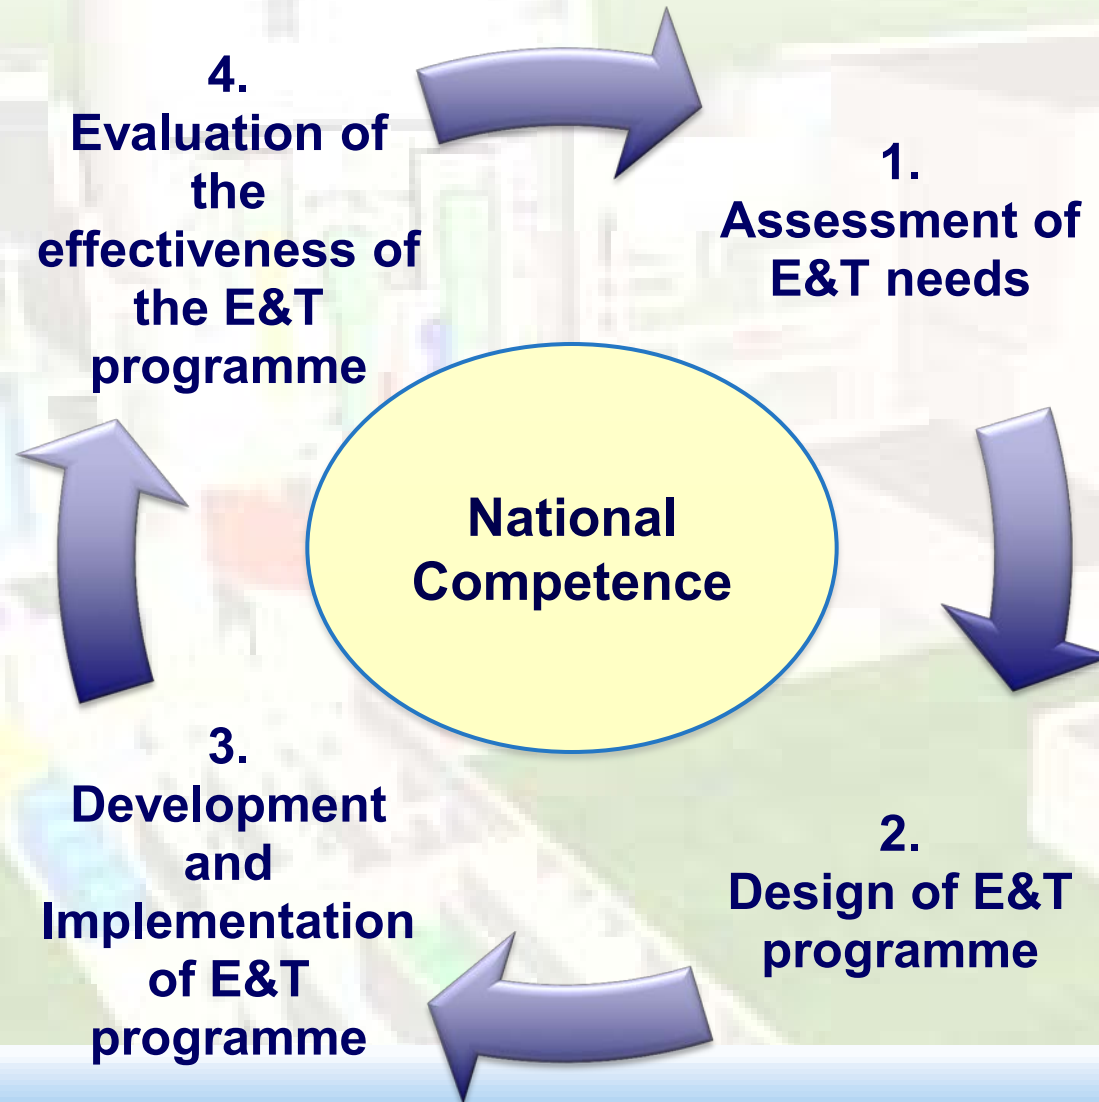 4.
Evaluation of
the
effectiveness of
the E&T
programme
1.
Assessment of
E&T needs
National
Competence
3.
Development
and
Implementation
of E&T
programme
2.
Design of E&T
programme